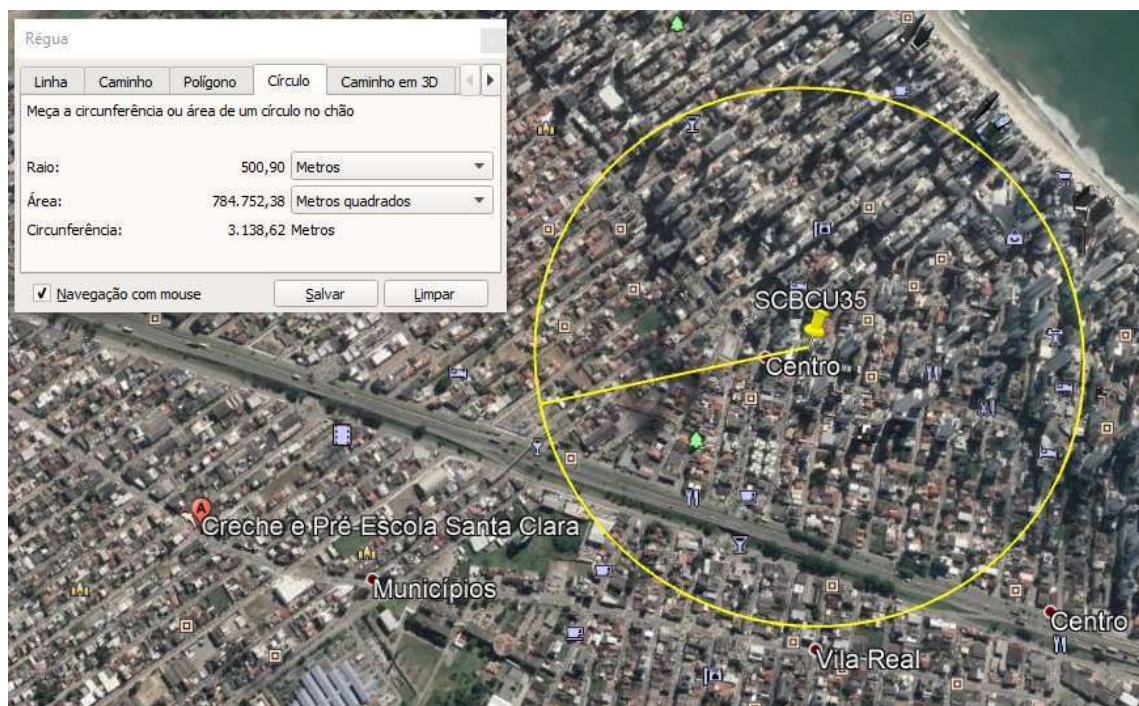 Régua
Linha Caminho Polígono Círculo Caminho em 3D
Meça a circunferência ou área de um círculo no chão
Raio: 500,90 Metros
Área: 784.752,38 Metros quadrados
Circunferência: 3.138,62 Metros
Navegação com mouse Salvar Limpar
SCBCU35
Centro
A
Creche e Pré-Escola Santa Clara
Municípios
Centro
Vila Real